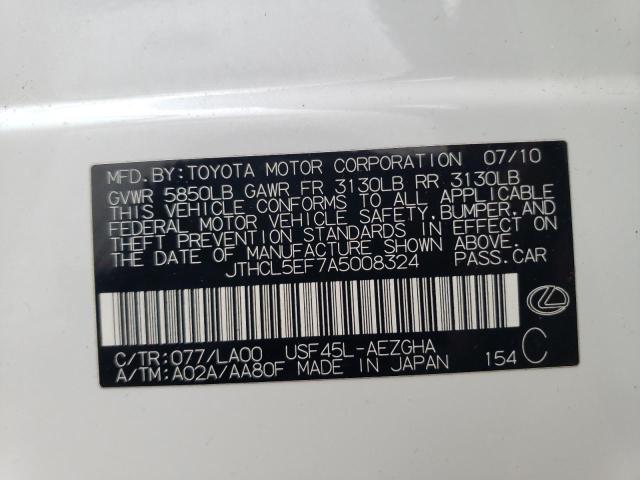 MFD.BY:TOYOTA MOTOR CORPORATION 07/10
GVWR 5850LB GAWR FR 3130LB RR 3130LB
THIS VEHICLE CONFORMS TO ALL APPLICABLE
FEDERAL MOTOR VEHICLE SAFETY,BUMPER,AND
THEFT PREVENTION STANDARDS IN EFFECT ON
THE DATE OF MANUFACTURE SHOWN ABOVE.
JTHCL5EF7A5008324 PASS.CAR
C/TR:077/LA00 USF45L-AEZGHA
A/TM:A02A/AA80F MADE IN JAPAN 154 C